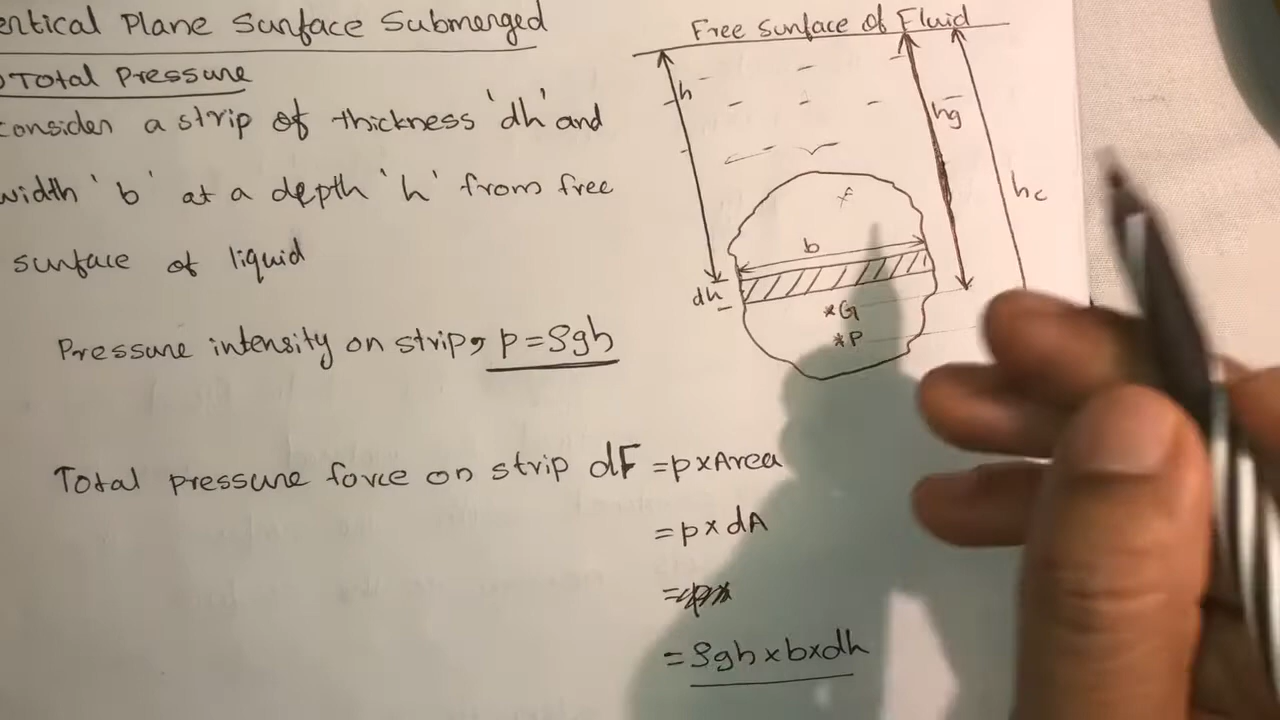 ertical Plane Surface Submerged
Total Pressure
consider a strip of thickness 'dh' and
width 'b' at a depth 'h' from free
surface of liquid
Pressure intensity on strip, p=ρgh
Total pressure force on strip dF =p×Area
=p×dA
=ρgh×b×dh
Free surface of Fluid
h
hg
hc
b
dh
*G
*P